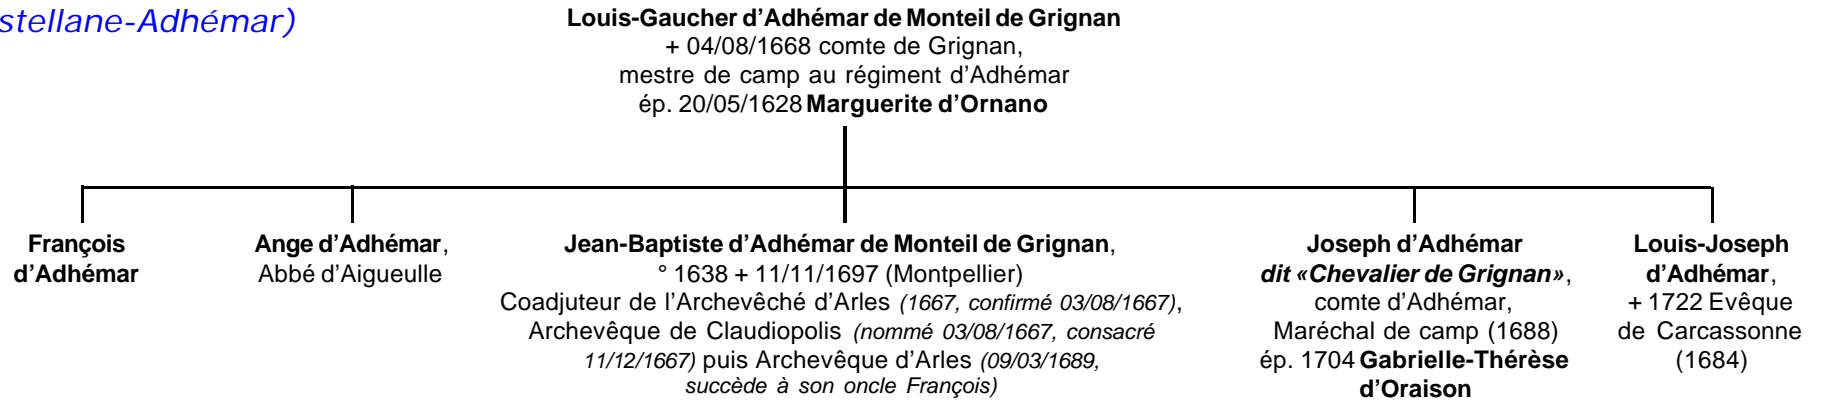 stellane-Adhémar)
Louis-Gaucher d'Adhémar de Monteil de Grignan
+ 04/08/1668 comte de Grignan,
mestre de camp au régiment d'Adhémar
ép. 20/05/1628 Marguerite d'Ornano
François
d'Adhémar
Ange d'Adhémar,
Abbé d'Aigueulle
Jean-Baptiste d'Adhémar de Monteil de Grignan,
° 1638 + 11/11/1697 (Montpellier)
Coadjuteur de l'Archevêché d'Arles (1667, confirmé 03/08/1667),
Archevêque de Claudiopolis (nommé 03/08/1667, consacré
11/12/1667) puis Archevêque d'Arles (09/03/1689,
succède à son oncle François)
Joseph d'Adhémar
dit «Chevalier de Grignan»,
comte d'Adhémar,
Maréchal de camp (1688)
ép. 1704 Gabrielle-Thérèse
d'Oraison
Louis-Joseph
d'Adhémar,
+ 1722 Evêque
de Carcassonne
(1684)